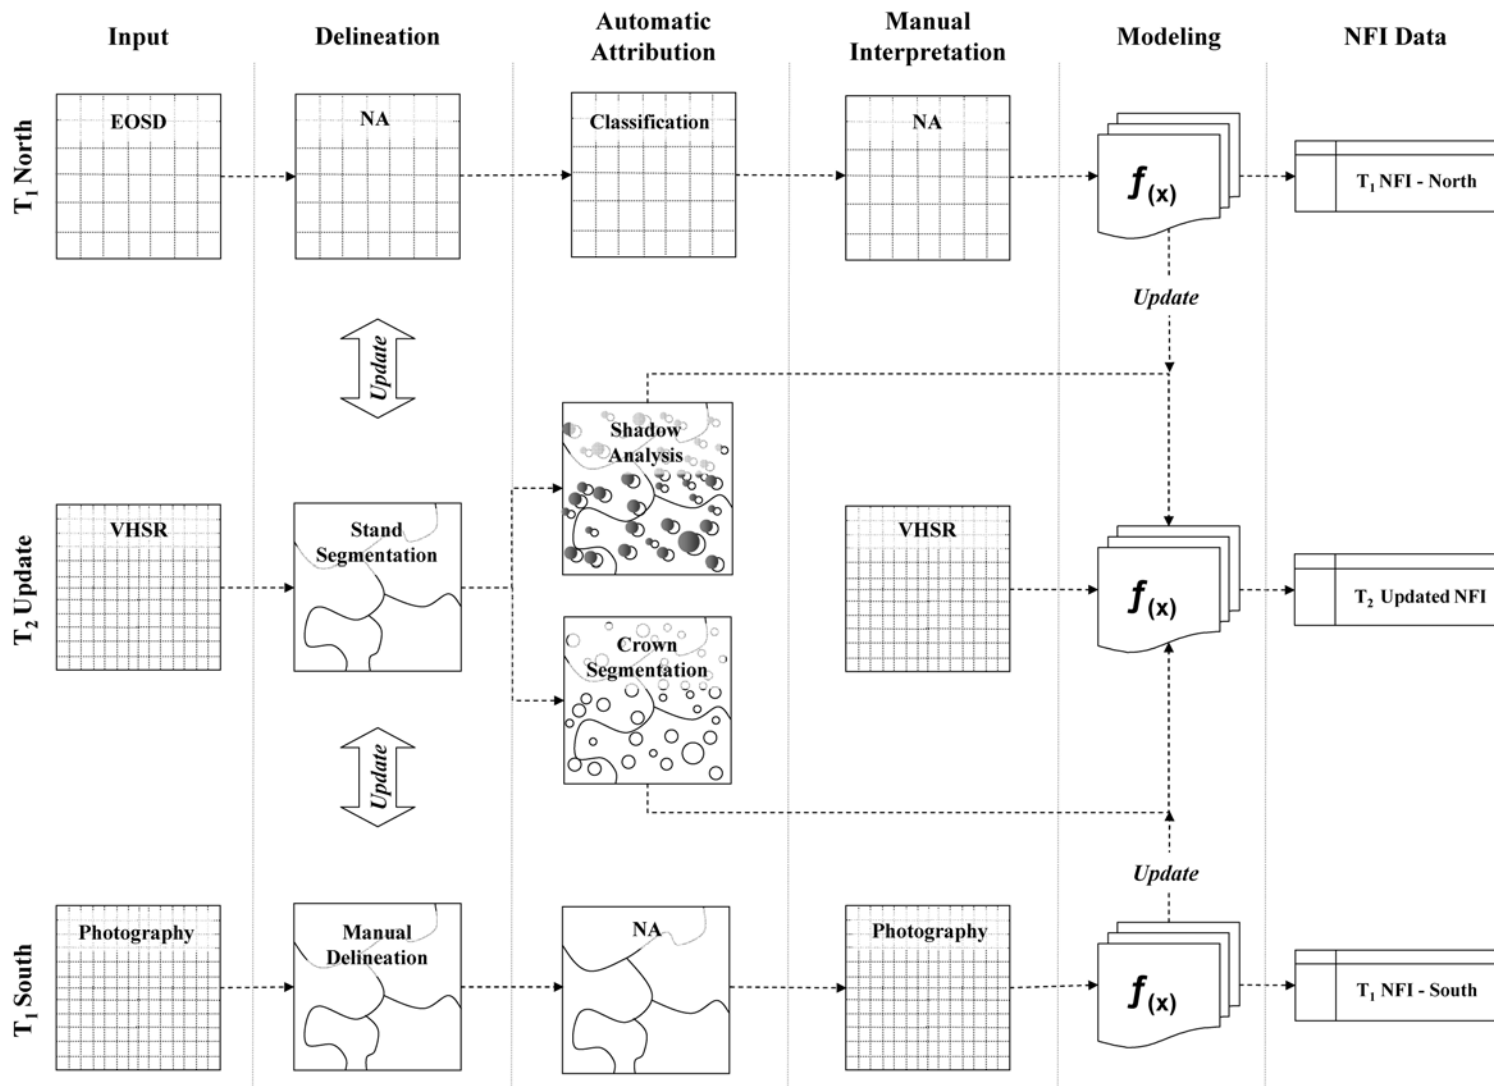 Input
Delineation
Automatic
Attribution
Manual
Interpretation
Modeling
NFI Data
T₁ North
EOSD
NA
Classification
NA
f(x)
T₁ NFI - North
Update
Update
T₂ Update
VHSR
Stand
Segmentation
Shadow
Analysis
Crown
Segmentation
VHSR
f(x)
T₂ Updated NFI
Update
Update
T₁ South
Photography
Manual
Delineation
NA
Photography
f(x)
T₁ NFI - South